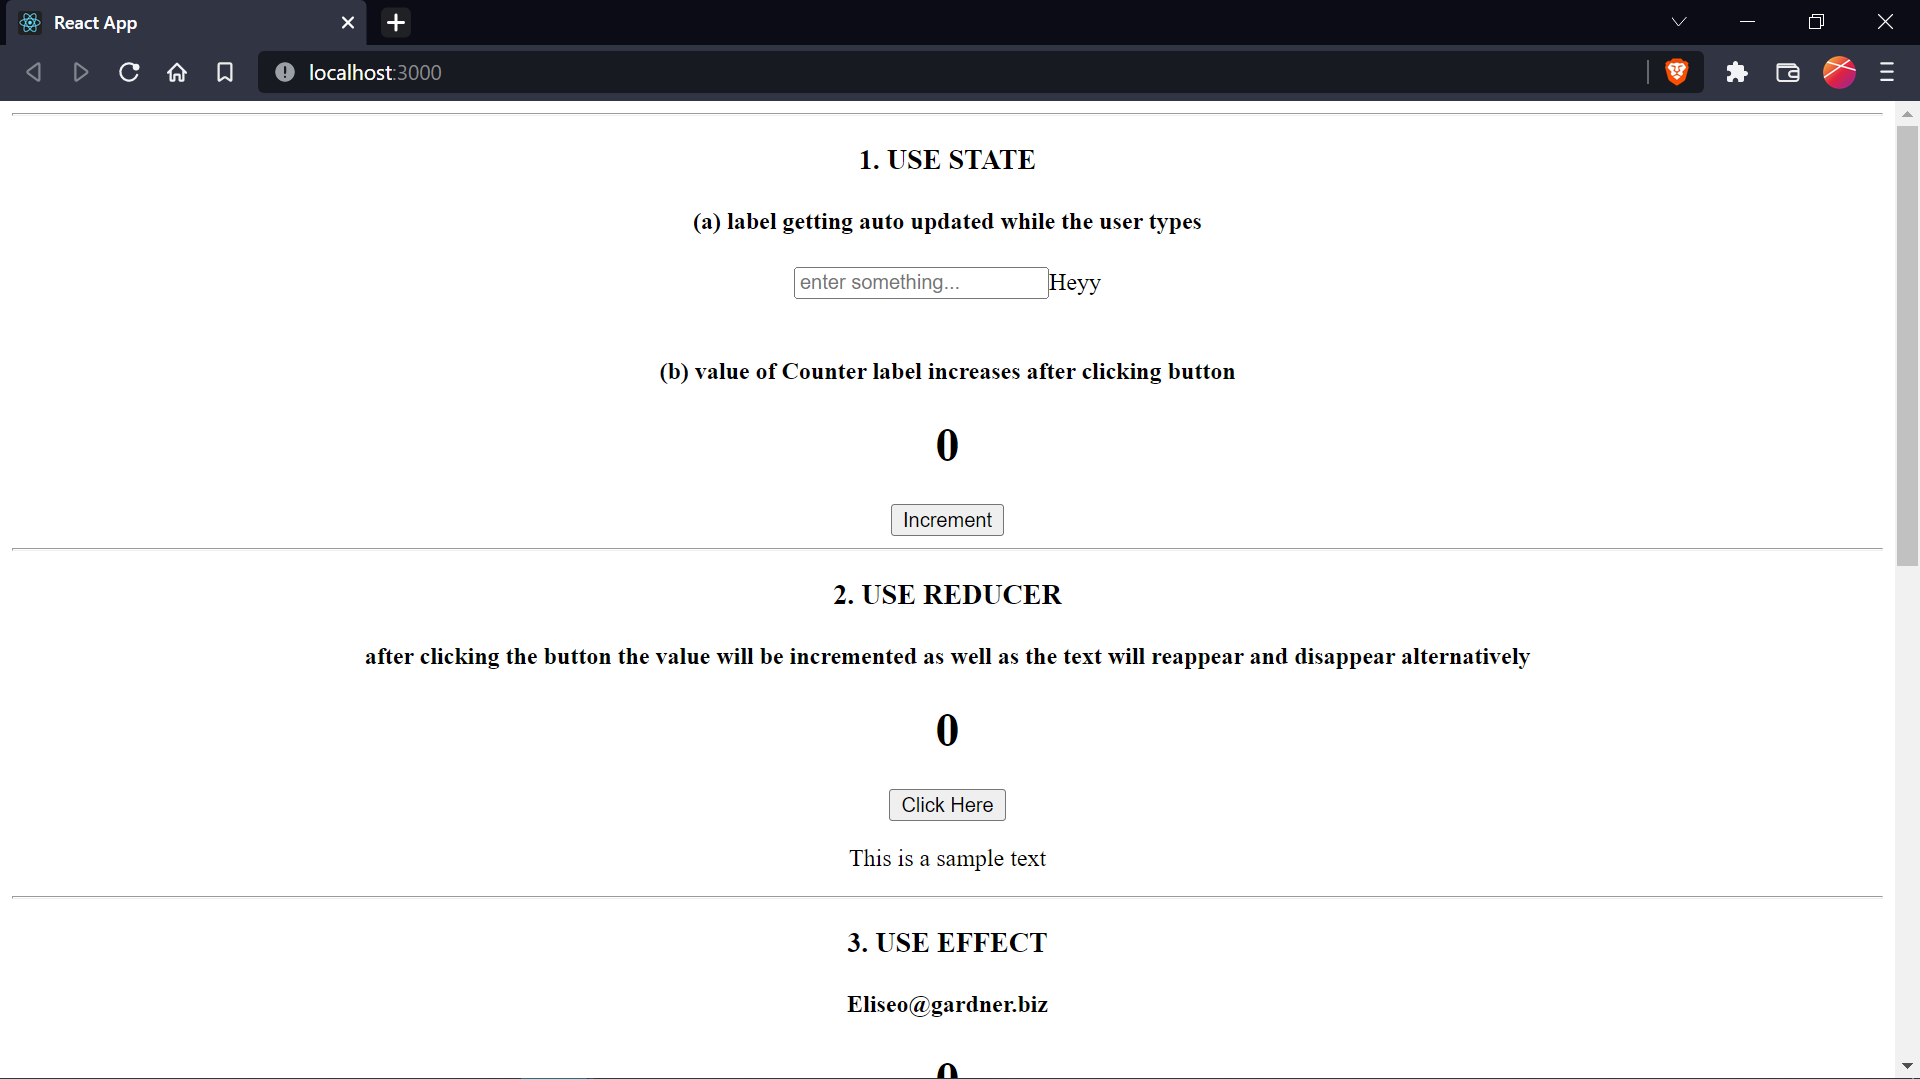 React App
localhost:3000
1. USE STATE
(a) label getting auto updated while the user types
enter something...Heyy
(b) value of Counter label increases after clicking button
0
Increment
2. USE REDUCER
after clicking the button the value will be incremented as well as the text will reappear and disappear alternatively
0
Click Here
This is a sample text
3. USE EFFECT
Eliseo@gardner.biz
0